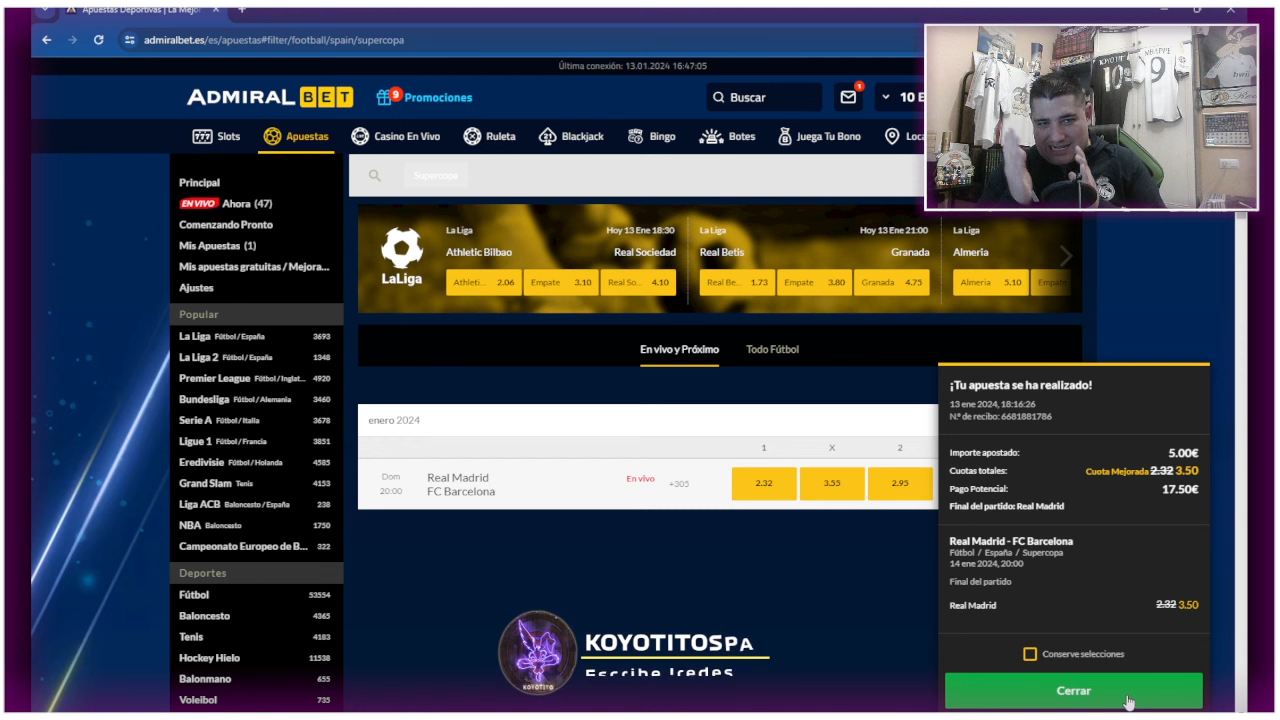 Apuestas Deportivas | La Mejor
admiralbet.es/es/apuestas#filter/football/spain/supercopa
Última conexión: 13.01.2024 16:47:05
ADMIRALBET
9 Promociones
Buscar
1
10 E
Slots
Apuestas
Casino En Vivo
Ruleta
Blackjack
Bingo
Botes
Juega Tu Bono
Loc
Principal
EN VIVO Ahora (47)
Comenzando Pronto
Mis Apuestas (1)
Mis apuestas gratuitas / Mejora...
Ajustes
Popular
La Liga Fútbol/España 3693
La Liga 2 Fútbol/España 1348
Premier League Fútbol/Inglat... 4920
Bundesliga Fútbol/Alemania 3460
Serie A Fútbol/Italia 3678
Ligue 1 Fútbol/Francia 3851
Eredivisie Fútbol/Holanda 4585
Grand Slam Tenis 4153
Liga ACB Baloncesto/España 238
NBA Baloncesto 1750
Campeonato Europeo de B... 322
Deportes
Fútbol 53554
Baloncesto 4365
Tenis 4183
Hockey Hielo 11538
Balonmano 655
Voleibol 735
Supercopa
LaLiga
La Liga Hoy 13 Ene 18:30
Athletic Bilbao Real Sociedad
Athleti... 2.06 Empate 3.10 Real So... 4.10
La Liga Hoy 13 Ene 21:00
Real Betis Granada
Real Be... 1.73 Empate 3.80 Granada 4.75
La Liga
Almeria
Almeria 5.10 Empate
En vivo y Próximo
Todo Fútbol
enero 2024
1 X 2
Dom
20:00
Real Madrid
FC Barcelona
En vivo
+305
2.32 3.55 2.95
¡Tu apuesta se ha realizado!
13 ene 2024, 18:16:26
N.º de recibo: 6681881786
Importe apostado: 5.00€
Cuotas totales: Cuota Mejorada 2.32 3.50
Pago Potencial: 17.50€
Final del partido: Real Madrid
Real Madrid - FC Barcelona
Fútbol / España / Supercopa
14 ene 2024, 20:00
Final del partido
Real Madrid 2.32 3.50
Conserve selecciones
Cerrar
KOYOTITO
KOYOTITOSPA
MBAPPE
9
10
bwin